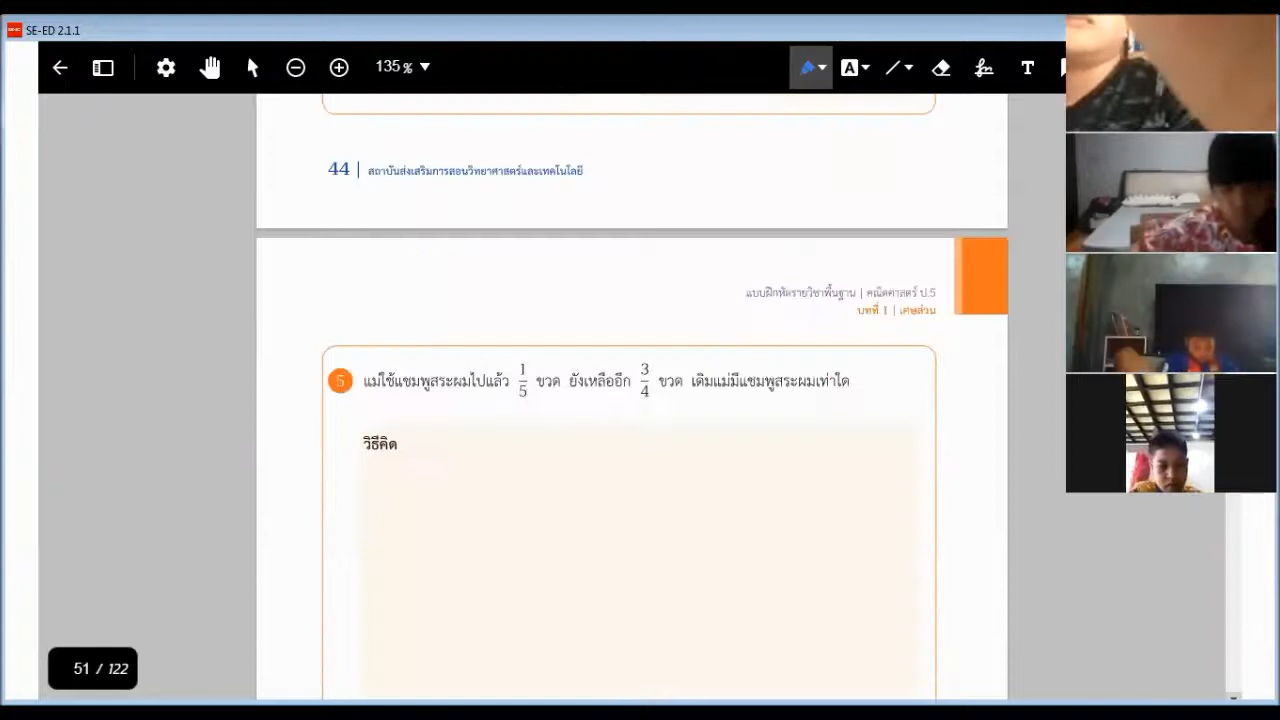 SE-ED 2.1.1
135 %
A
T
44 | สถาบันส่งเสริมการสอนวิทยาศาสตร์และเทคโนโลยี
แบบฝึกหัดรายวิชาพื้นฐาน | คณิตศาสตร์ ป.5
บทที่ 1 | เศษส่วน
5 แม่ใช้แชมพูสระผมไปแล้ว 1/5 ขวด ยังเหลืออีก 3/4 ขวด เดิมแม่มีแชมพูสระผมเท่าใด
วิธีคิด
51 / 122